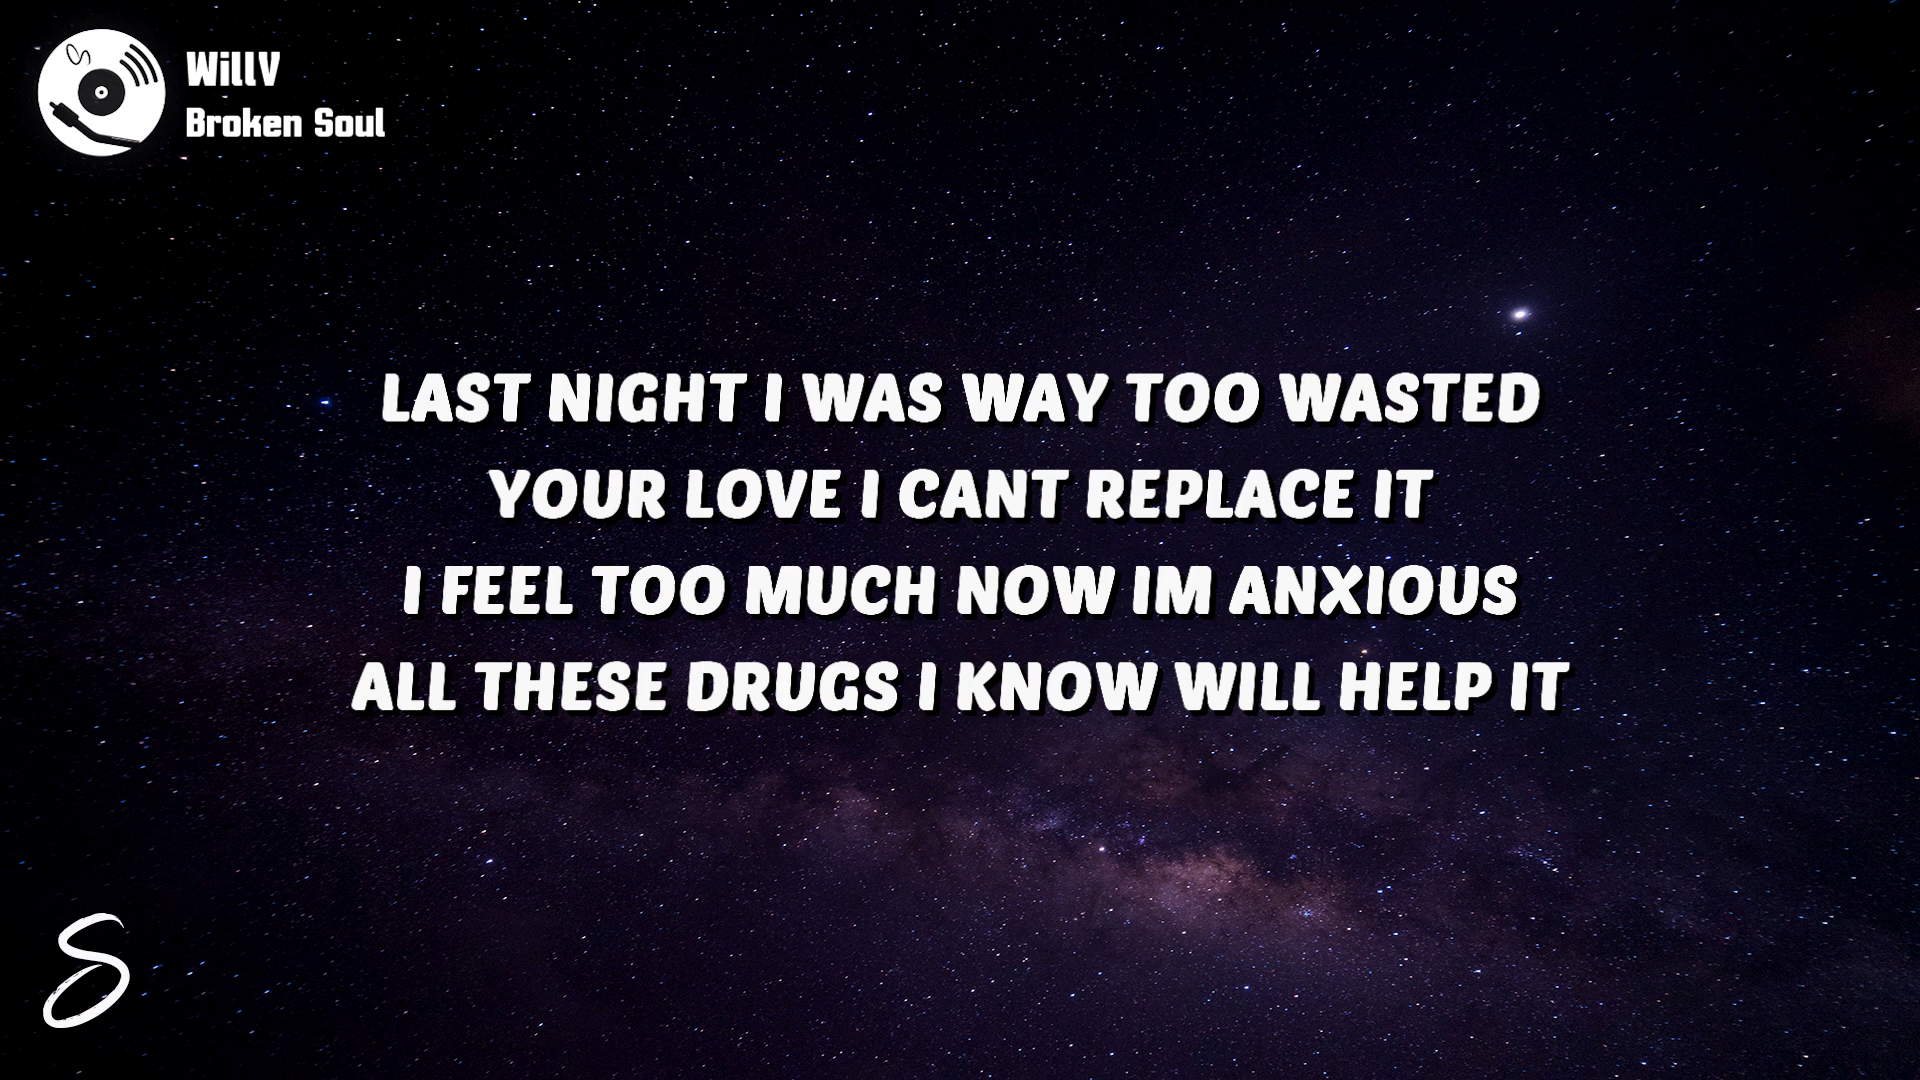 WillV
Broken Soul
LAST NIGHT I WAS WAY TOO WASTED
YOUR LOVE I CANT REPLACE IT
I FEEL TOO MUCH NOW IM ANXIOUS
ALL THESE DRUGS I KNOW WILL HELP IT
S